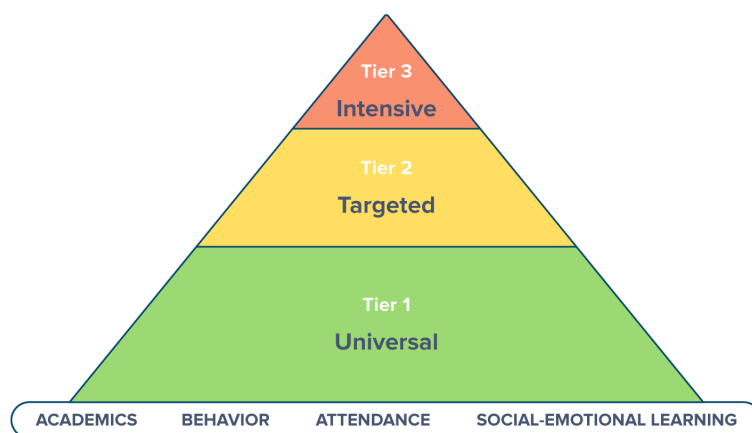 Tier 3
Intensive
Tier 2
Targeted
Tier 1
Universal
ACADEMICS BEHAVIOR ATTENDANCE SOCIAL-EMOTIONAL LEARNING